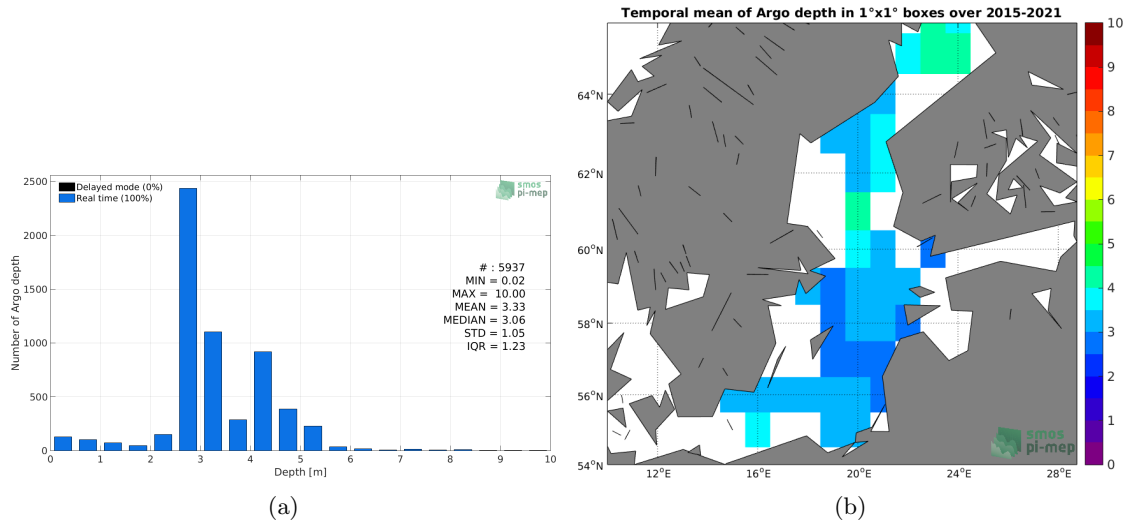 Delayed mode (0%)
Real time (100%)
smos
pi-mep
2500
2000
1500
1000
500
0
Number of Argo depth
# : 5937
MIN = 0.02
MAX = 10.00
MEAN = 3.33
MEDIAN = 3.06
STD = 1.05
IQR = 1.23
0 1 2 3 4 5 6 7 8 9 10
Depth [m]
(a)
Temporal mean of Argo depth in 1°x1° boxes over 2015-2021
64°N
62°N
60°N
58°N
56°N
54°N
12°E 16°E 20°E 24°E 28°E
smos
pi-mep
10
9
8
7
6
5
4
3
2
1
0
(b)